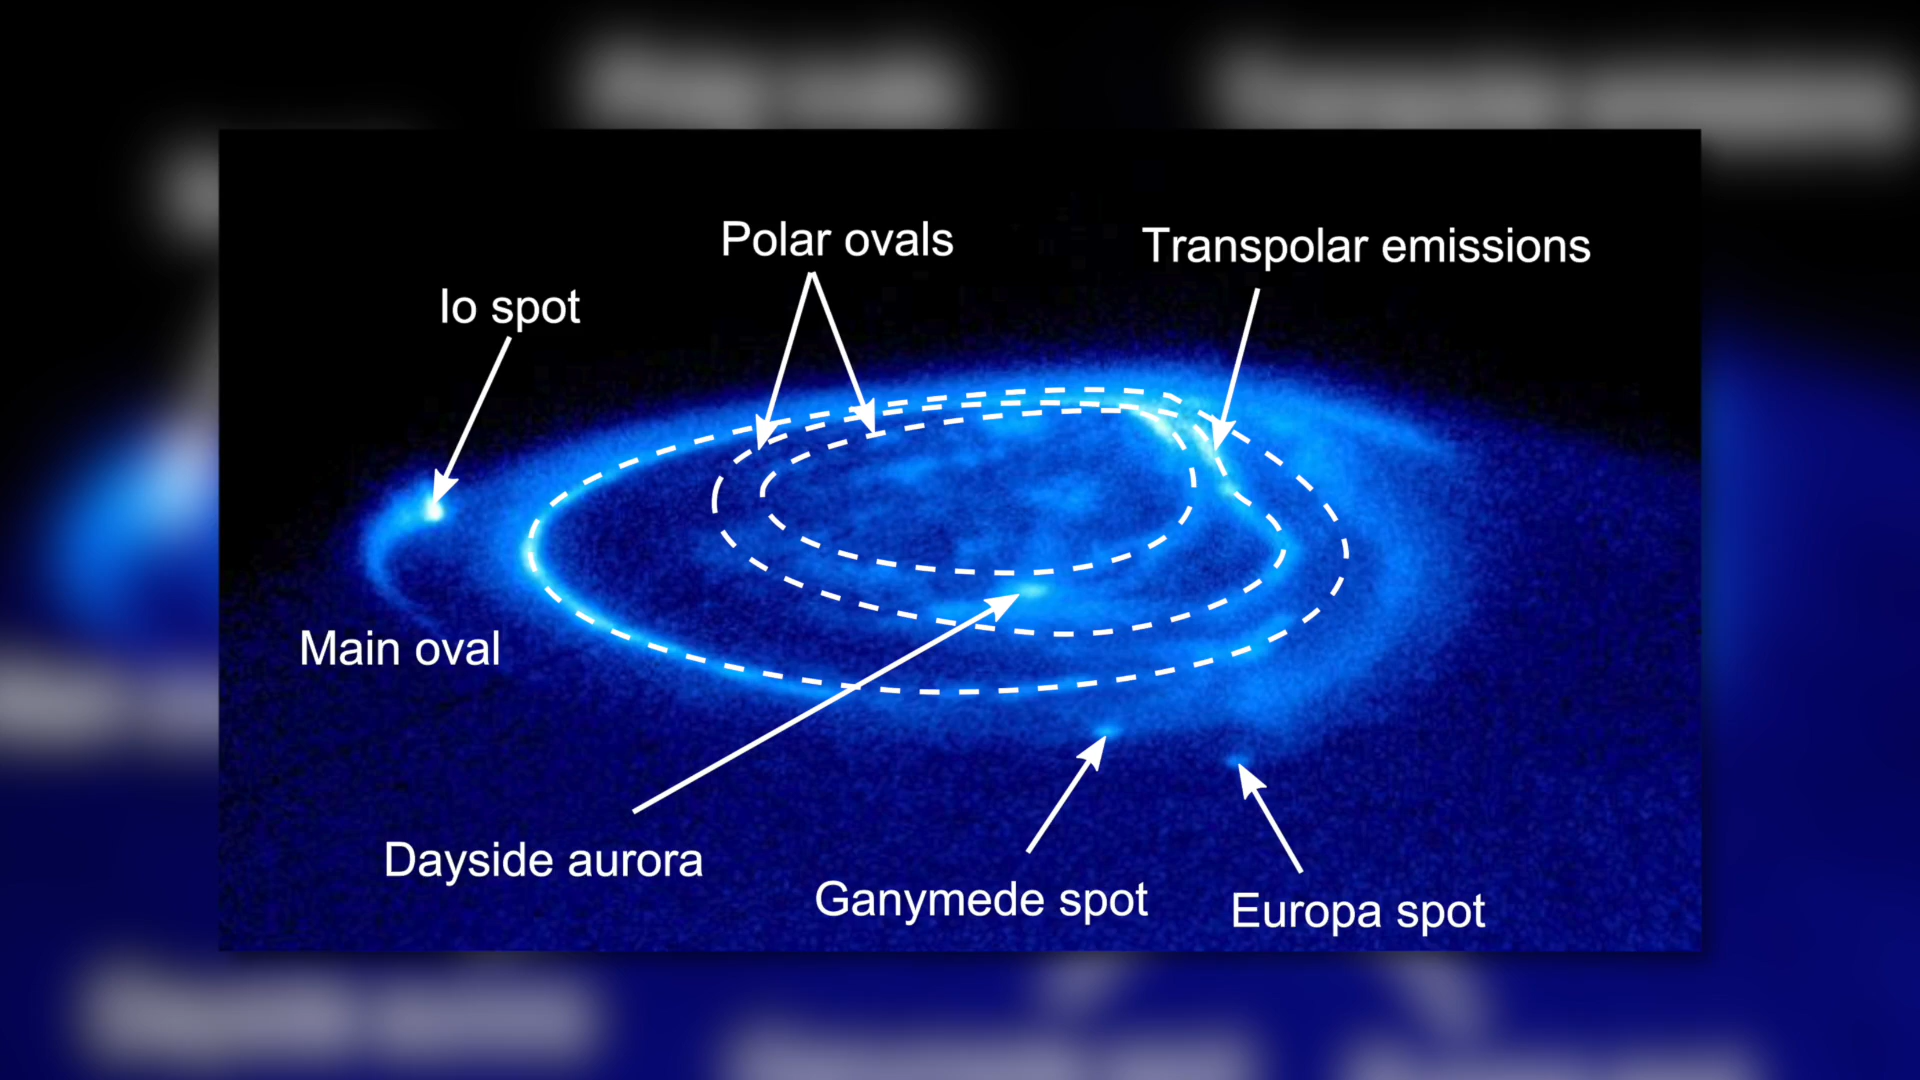 Polar ovals
Transpolar emissions
Io spot
Main oval
Dayside aurora
Ganymede spot
Europa spot